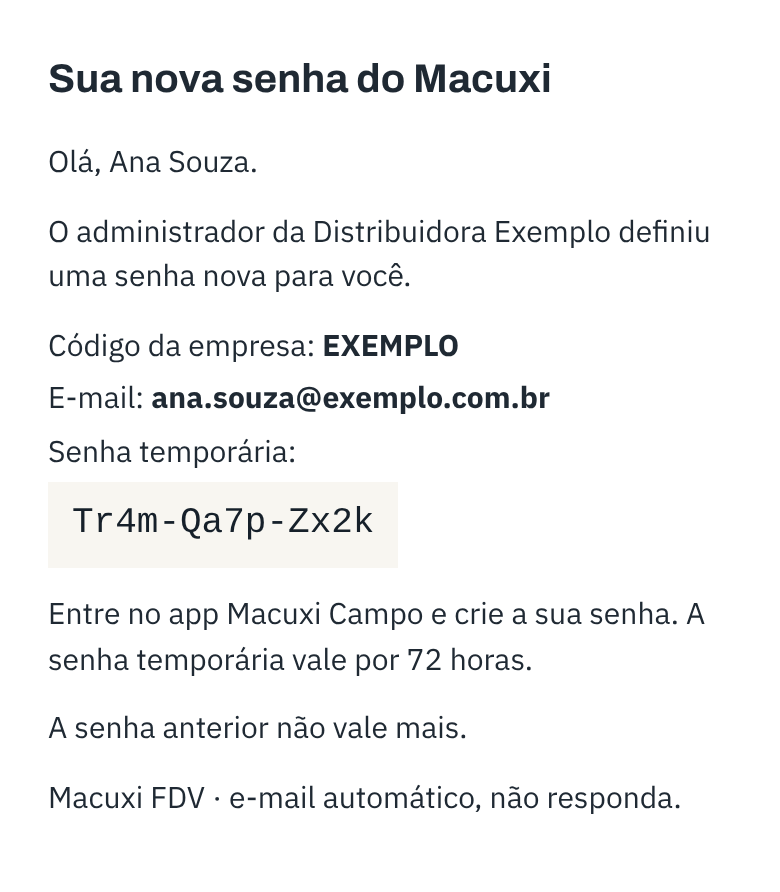 Sua nova senha do Macuxi
Olá, Ana Souza.
O administrador da Distribuidora Exemplo definiu
uma senha nova para você.
Código da empresa: EXEMPLO
E-mail: ana.souza@exemplo.com.br
Senha temporária:
Tr4m-Qa7p-Zx2k
Entre no app Macuxi Campo e crie a sua senha. A
senha temporária vale por 72 horas.
A senha anterior não vale mais.
Macuxi FDV · e-mail automático, não responda.